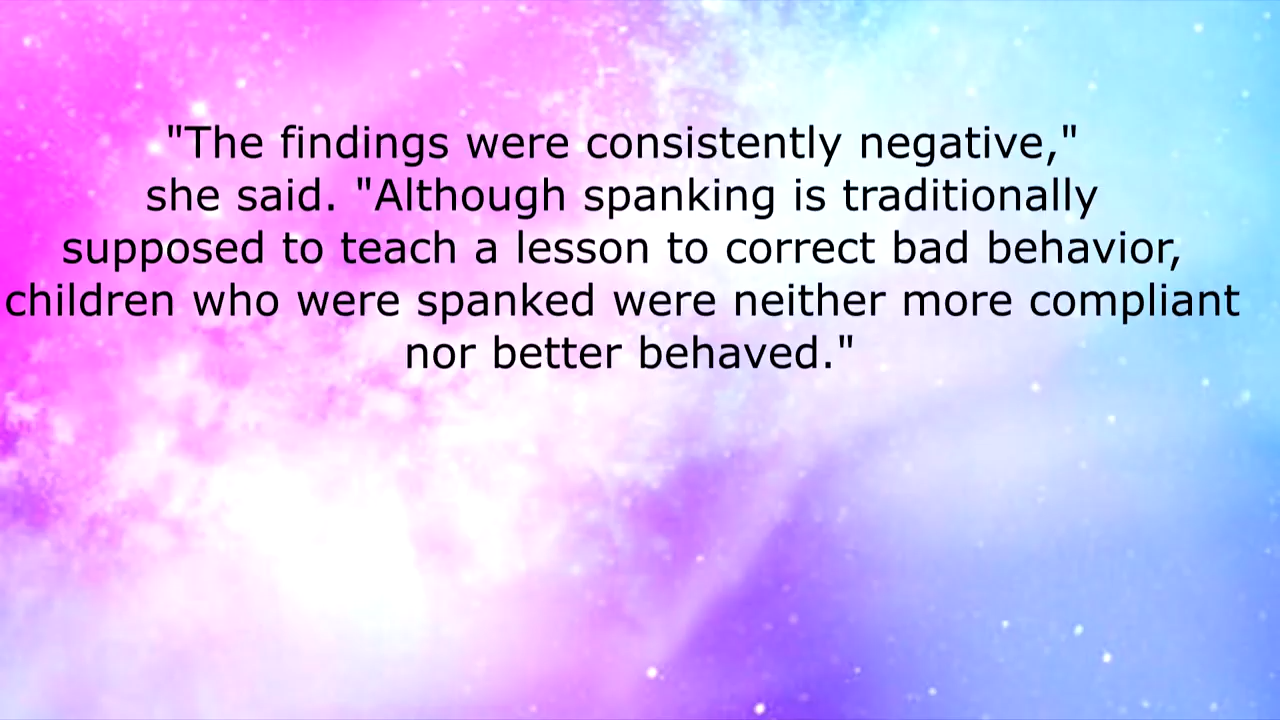 "The findings were consistently negative,"
she said. "Although spanking is traditionally
supposed to teach a lesson to correct bad behavior,
children who were spanked were neither more compliant
nor better behaved."